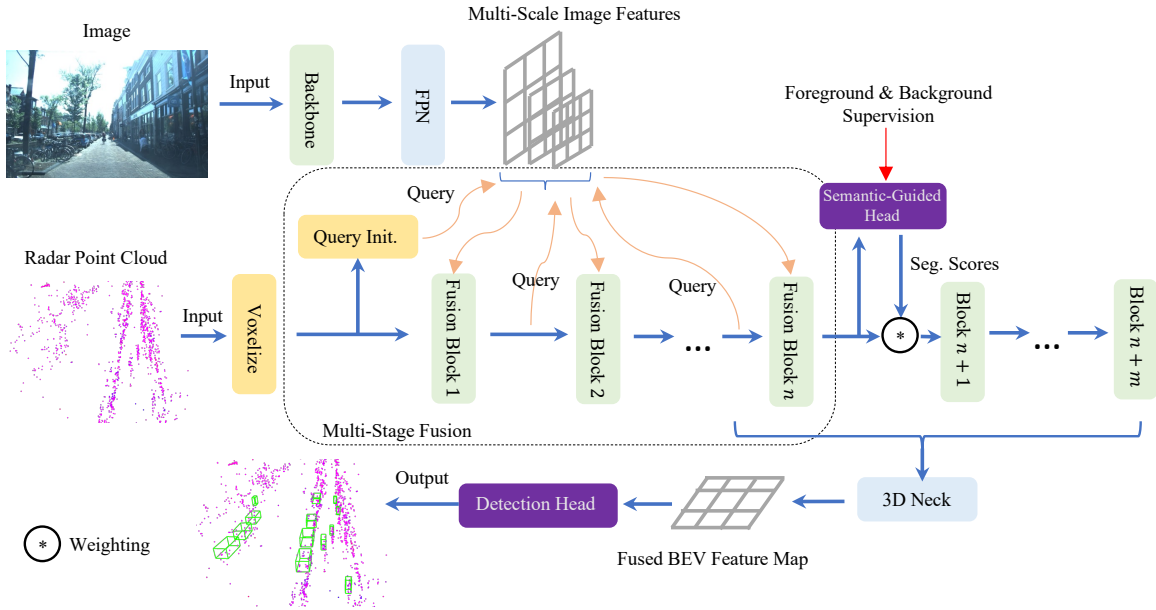 Multi-Scale Image Features
Image
Input
Backbone
FPN
Foreground & Background
Supervision
Query
Semantic-Guided
Head
Query Init.
Radar Point Cloud
Input
Voxelize
Fusion Block 1
Query
Fusion Block 2
Query
...
Fusion Block n
Seg. Scores
*
Block n + 1
...
Block n + m
Multi-Stage Fusion
Output
Detection Head
3D Neck
* Weighting
Fused BEV Feature Map